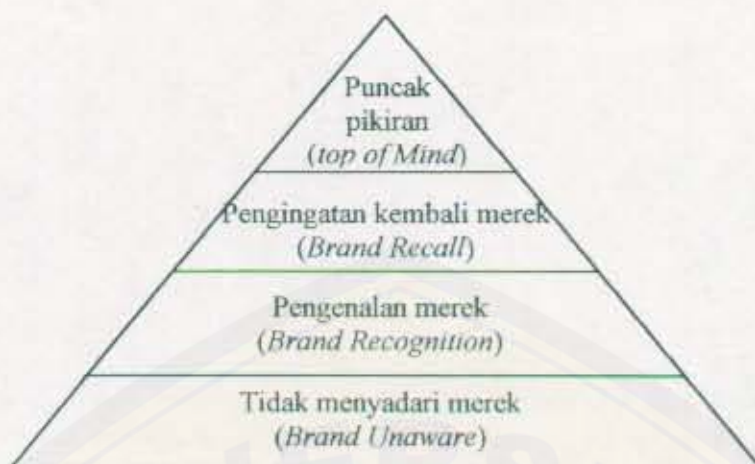 Puncak
pikiran
(top of Mind)
Pengingatan kembali merek
(Brand Recall)
Pengenalan merek
(Brand Recognition)
Tidak menyadari merek
(Brand Unaware)